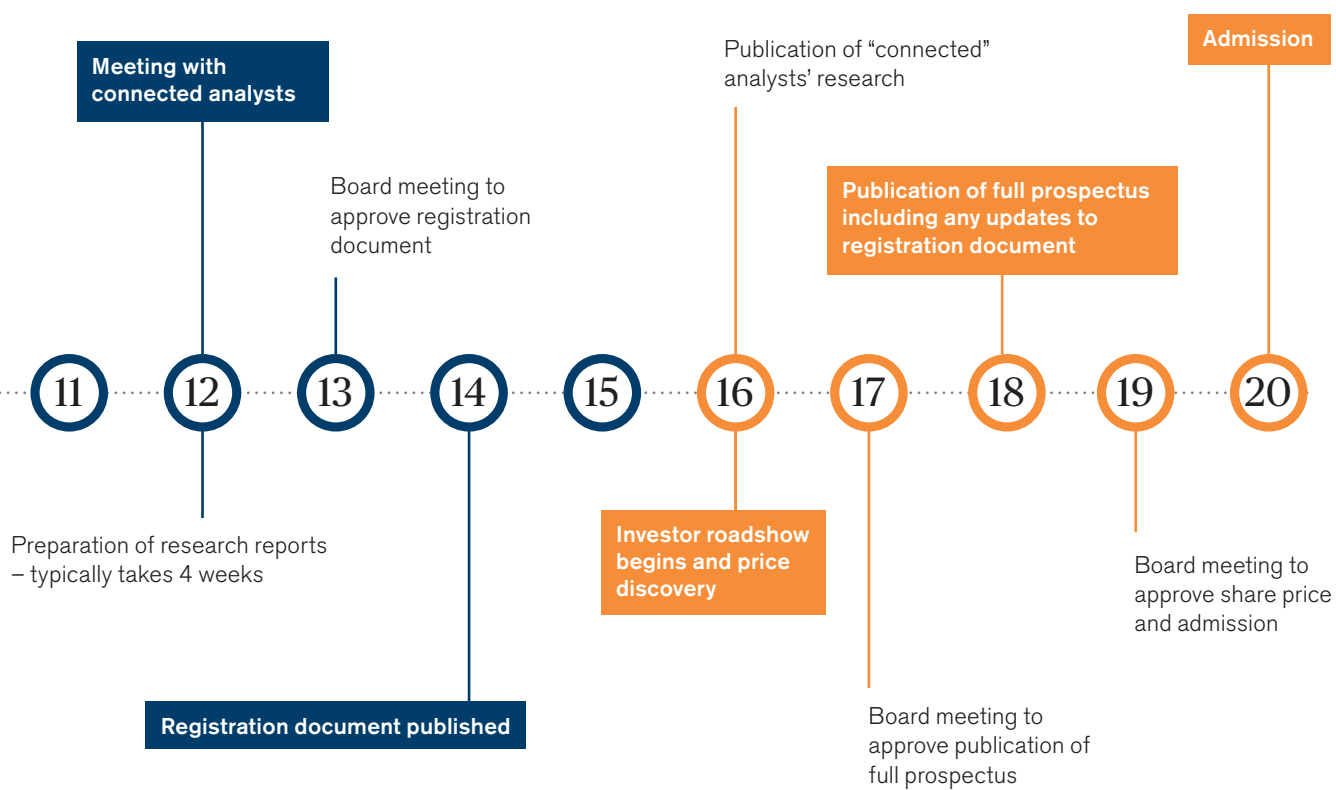 Meeting with
connected analysts
Board meeting to
approve registration
document
Publication of “connected”
analysts’ research
Publication of full prospectus
including any updates to
registration document
Admission
11
12
13
14
15
16
17
18
19
20
Preparation of research reports
– typically takes 4 weeks
Registration document published
Investor roadshow
begins and price
discovery
Board meeting to
approve publication of
full prospectus
Board meeting to
approve share price
and admission